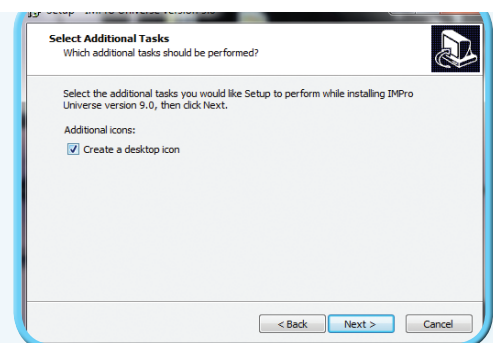 Select Additional Tasks
Which additional tasks should be performed?
Select the additional tasks you would like Setup to perform while installing IMPro
Universe version 9.0, then click Next.
Additional icons:
Create a desktop icon
< Back
Next >
Cancel